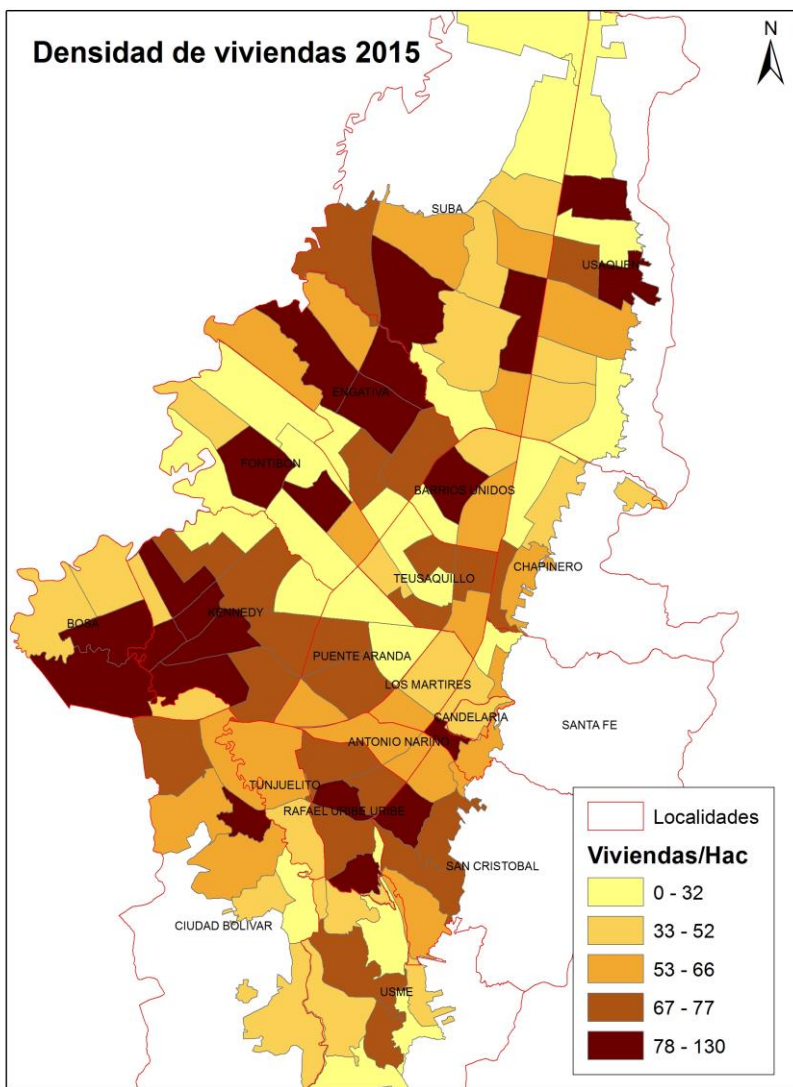 Densidad de viviendas 2015
N
SUBA
USAQUEN
ENGATIVA
FONTIBON
BARRIOS UNIDOS
CHAPINERO
TEUSAQUILLO
KENNEDY
BOSA
PUENTE ARANDA
LOS MARTIRES
CANDELARIA
SANTA FE
ANTONIO NARIÑO
TUNJUELITO
RAFAEL URIBE URIBE
SAN CRISTOBAL
CIUDAD BOLIVAR
USME
Localidades
Viviendas/Hac
0 - 32
33 - 52
53 - 66
67 - 77
78 - 130